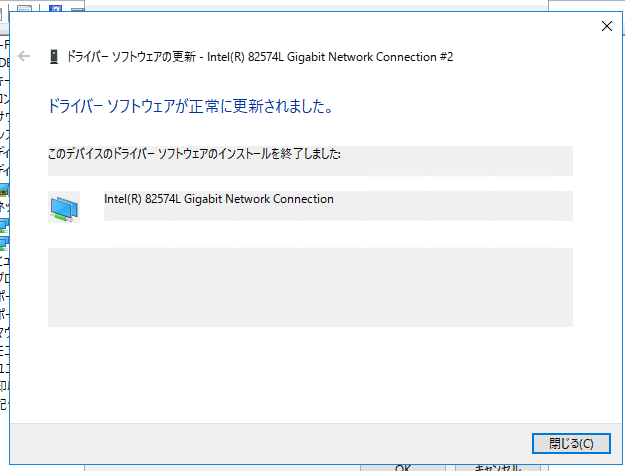 ドライバー ソフトウェアの更新 - Intel(R) 82574L Gigabit Network Connection #2
ドライバー ソフトウェアが正常に更新されました。
このデバイスのドライバー ソフトウェアのインストールを終了しました:
Intel(R) 82574L Gigabit Network Connection
閉じる(C)
OK
キャンセル